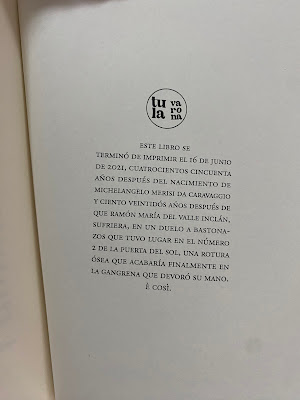 tu va
la ro
na
ESTE LIBRO SE
TERMINÓ DE IMPRIMIR EL 16 DE JUNIO
DE 2021, CUATROCIENTOS CINCUENTA
AÑOS DESPUÉS DEL NACIMIENTO DE
MICHELANGELO MERISI DA CARAVAGGIO
Y CIENTO VEINTIDÓS AÑOS DESPUÉS DE
QUE RAMÓN MARÍA DEL VALLE INCLÁN,
SUFRIERA, EN UN DUELO A BASTONA-
ZOS QUE TUVO LUGAR EN EL NÚMERO
2 DE LA PUERTA DEL SOL, UNA ROTURA
ÓSEA QUE ACABARÍA FINALMENTE EN
LA GANGRENA QUE DEVORÓ SU MANO.
È COSÌ.